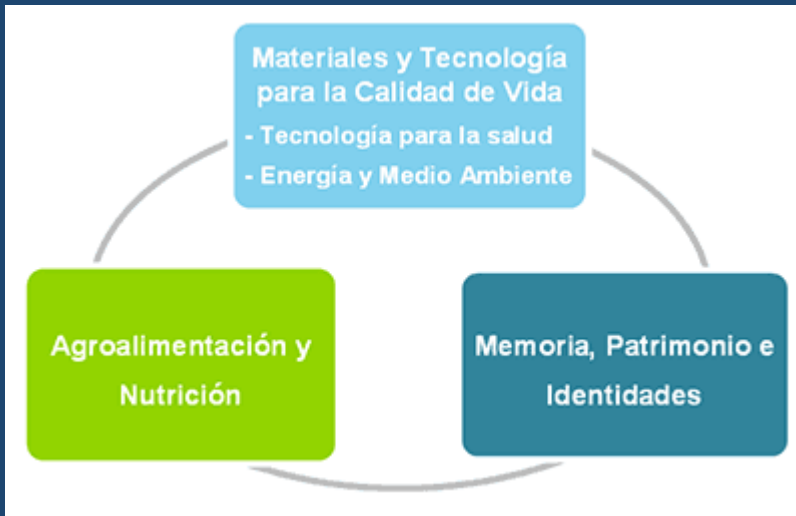 Materiales y Tecnología
para la Calidad de Vida
- Tecnología para la salud
- Energía y Medio Ambiente
Agroalimentación y
Nutrición
Memoria, Patrimonio e
Identidades